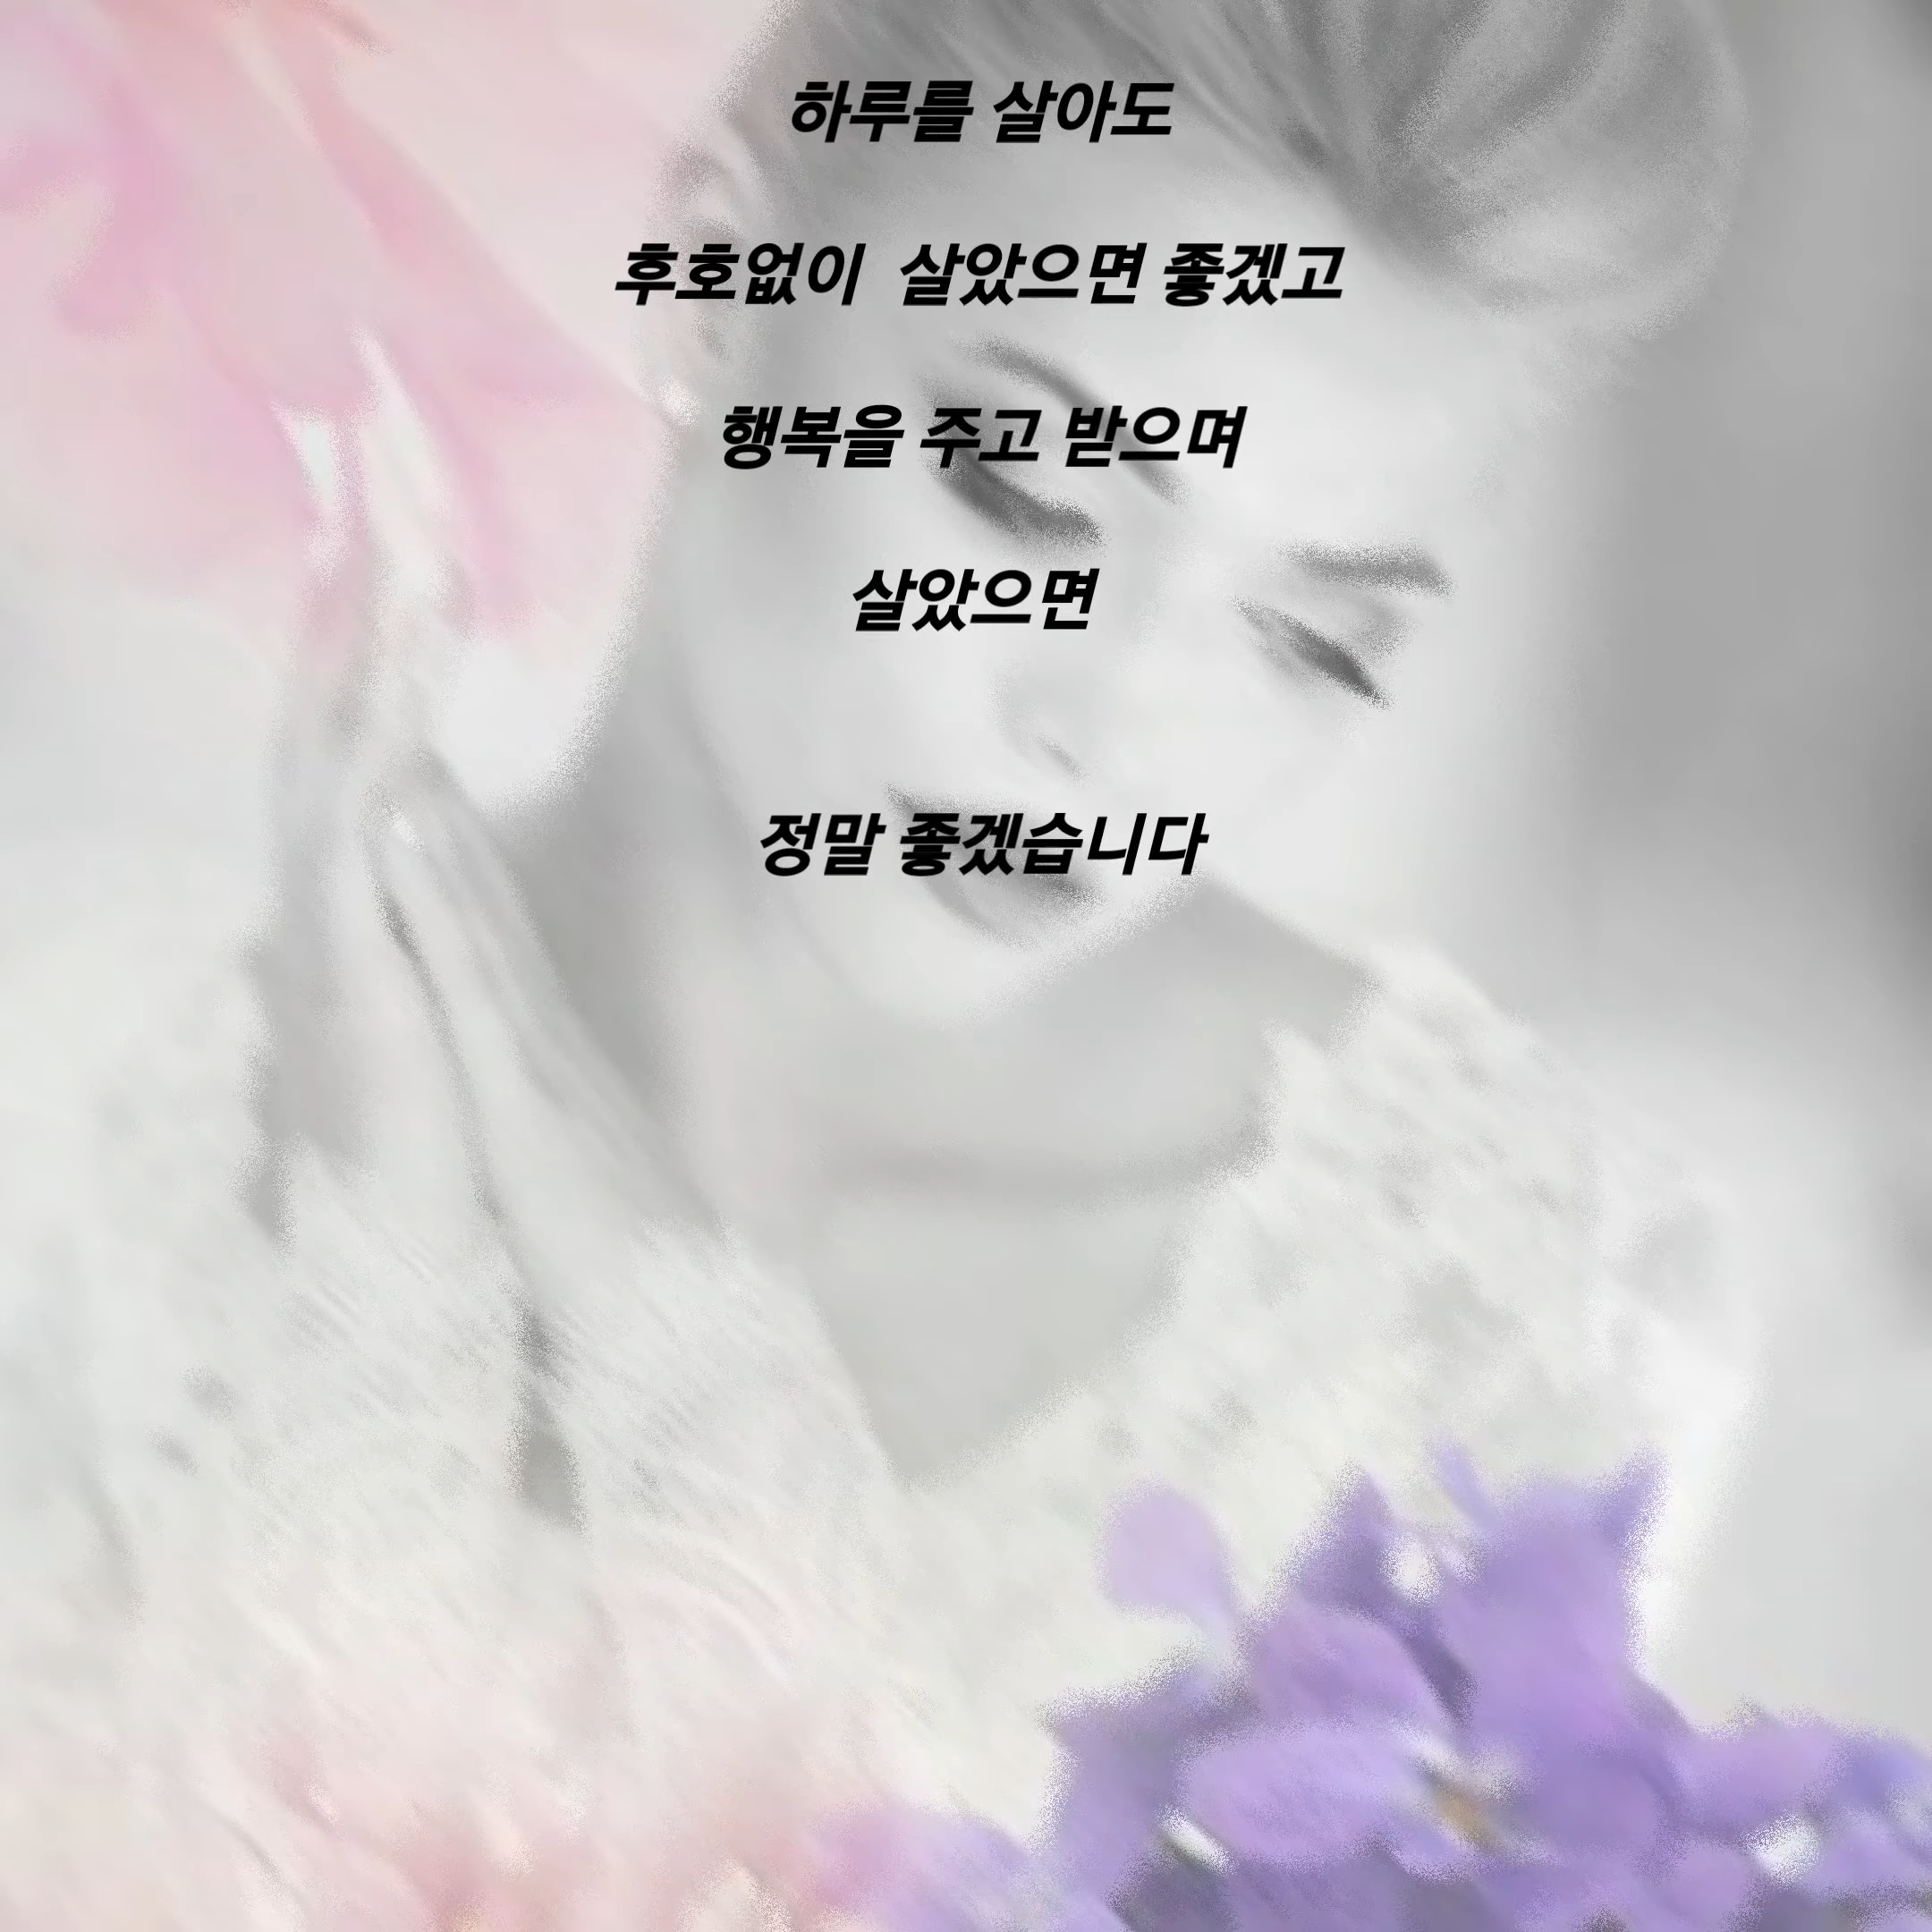 하루를 살아도
후호없이 살았으면 좋겠고
행복을 주고 받으며
살았으면
정말 좋겠습니다